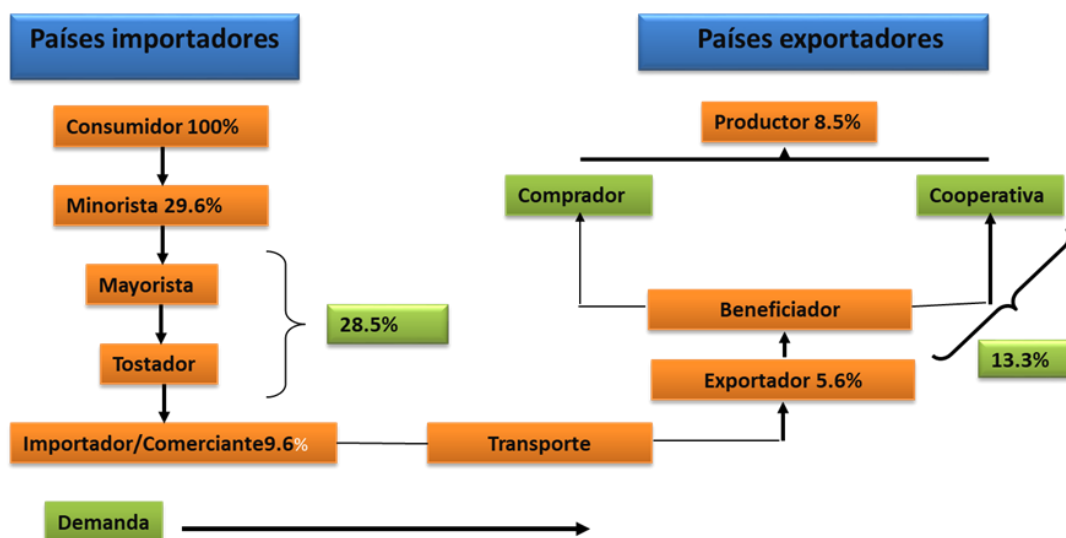 Países importadores
Países exportadores
Consumidor 100%
Minorista 29.6%
Mayorista
28.5%
Tostador
Importador/Comerciante9.6%
Transporte
Productor 8.5%
Comprador
Cooperativa
Beneficiador
13.3%
Exportador 5.6%
Demanda